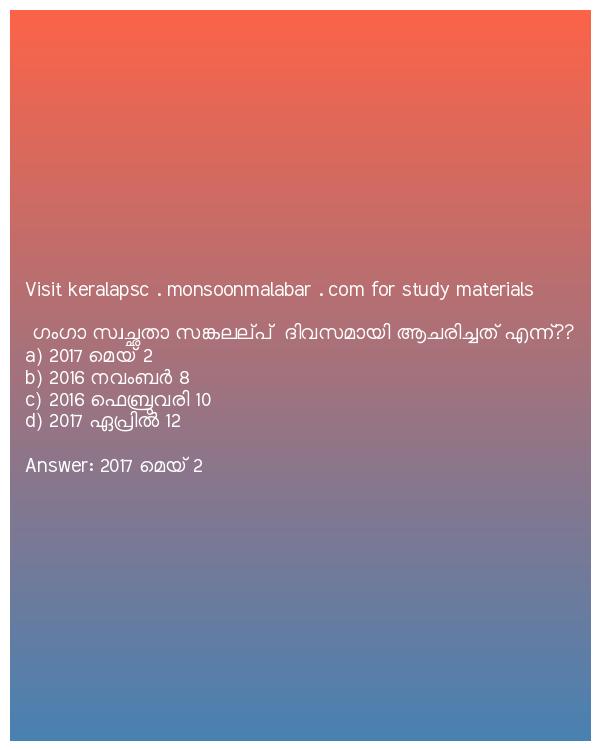 Visit keralapsc . monsoonmalabar . com for study materials
ഗംഗാ സ്വച്ഛതാ സങ്കലല്പ് ദിവസമായി ആചരിച്ചത് എന്ന്??
a) 2017 മെയ് 2
b) 2016 നവംബർ 8
c) 2016 ഫെബ്രുവരി 10
d) 2017 ഏപ്രിൽ 12
Answer: 2017 മെയ് 2